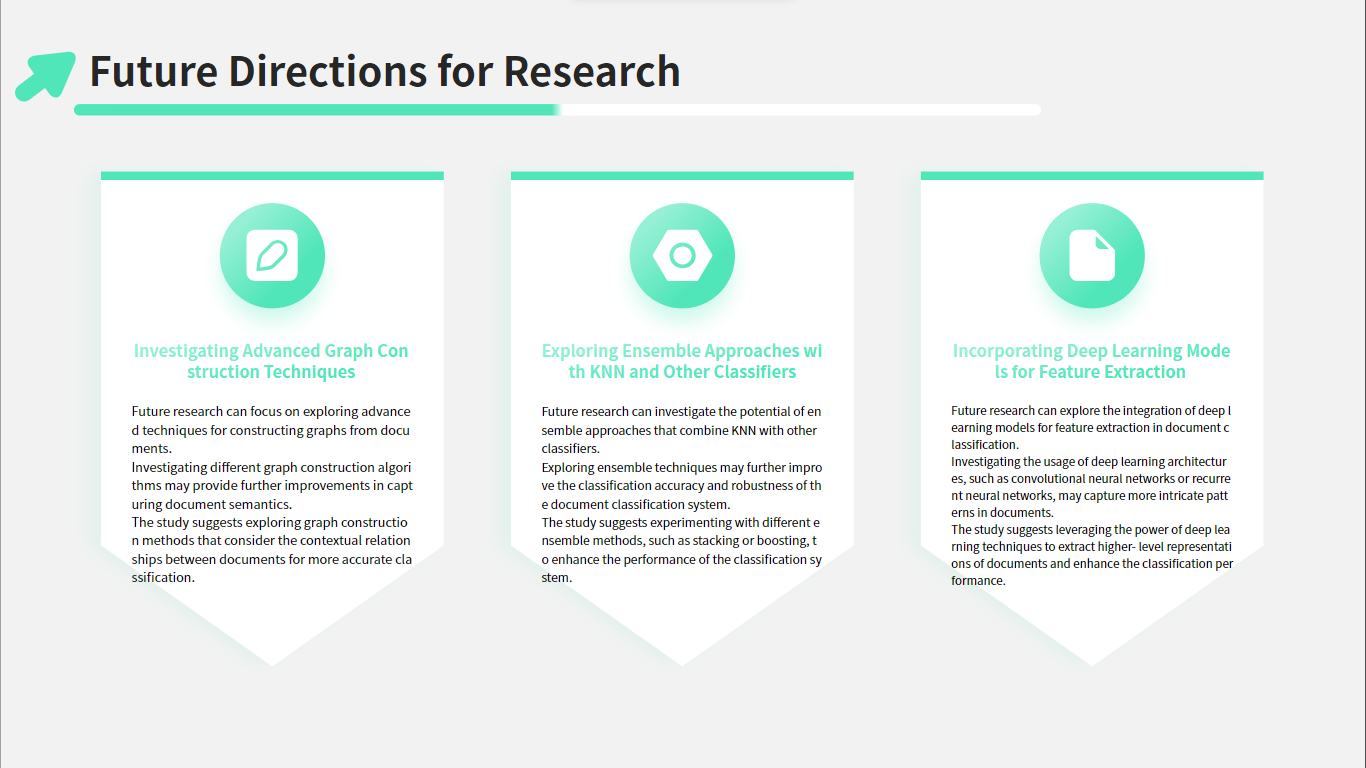 Future Directions for Research
Investigating Advanced Graph Con
struction Techniques
Future research can focus on exploring advance
d techniques for constructing graphs from docu
ments.
Investigating different graph construction algori
thms may provide further improvements in capt
uring document semantics.
The study suggests exploring graph constructio
n methods that consider the contextual relation
ships between documents for more accurate cla
ssification.
Exploring Ensemble Approaches wi
th KNN and Other Classifiers
Future research can investigate the potential of en
semble approaches that combine KNN with other
classifiers.
Exploring ensemble techniques may further impro
ve the classification accuracy and robustness of th
e document classification system.
The study suggests experimenting with different e
nsemble methods, such as stacking or boosting, t
o enhance the performance of the classification sy
stem.
Incorporating Deep Learning Mode
ls for Feature Extraction
Future research can explore the integration of deep l
earning models for feature extraction in document c
lassification.
Investigating the usage of deep learning architectur
es, such as convolutional neural networks or recurre
nt neural networks, may capture more intricate patt
erns in documents.
The study suggests leveraging the power of deep lea
rning techniques to extract higher- level representati
ons of documents and enhance the classification per
formance.